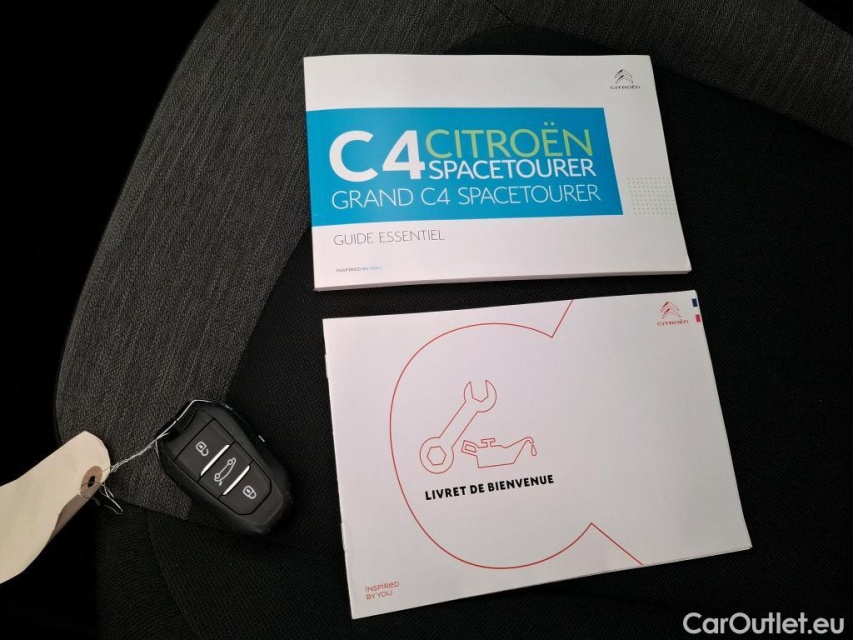 CITROËN
C4 CITROËN
SPACETOURER
GRAND C4 SPACETOURER
GUIDE ESSENTIEL
INSPIRED BY YOU
CITROËN
LIVRET DE BIENVENUE
INSPIRED
BY YOU
CarOutlet.eu